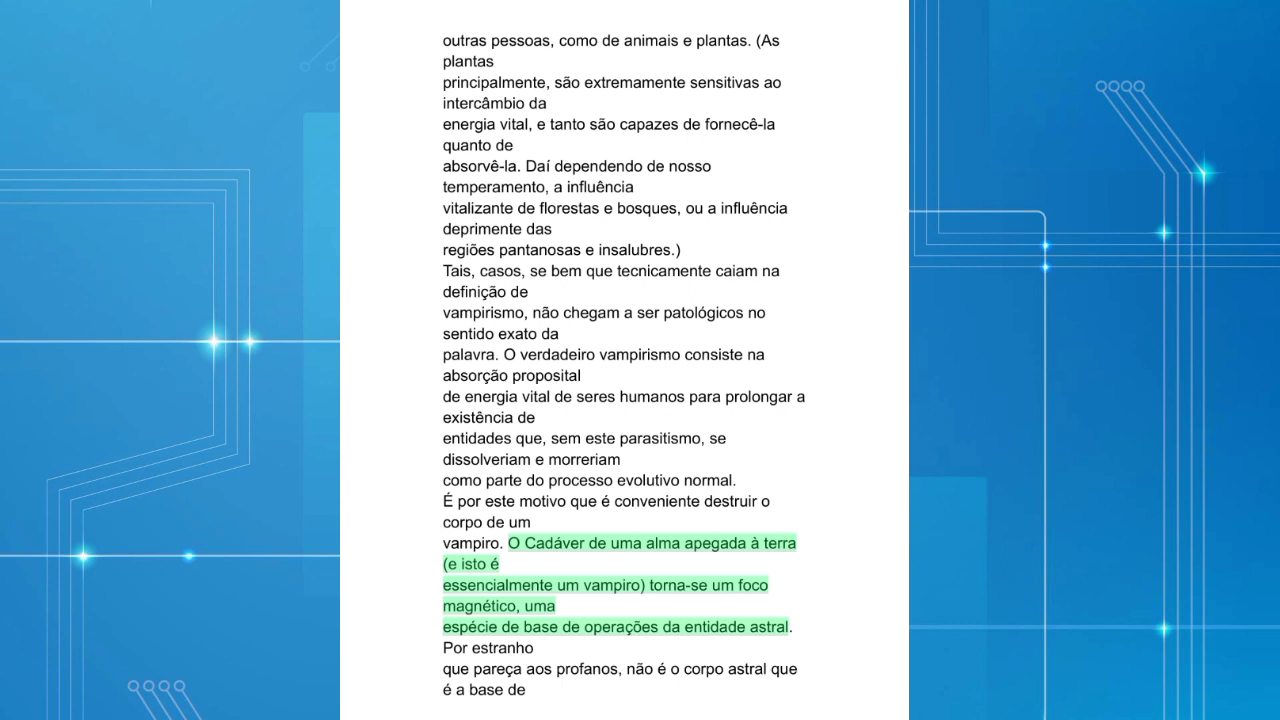 outras pessoas, como de animais e plantas. (As
plantas
principalmente, são extremamente sensitivas ao
intercâmbio da
energia vital, e tanto são capazes de fornecê-la
quanto de
absorvê-la. Daí dependendo de nosso
temperamento, a influência
vitalizante de florestas e bosques, ou a influência
deprimente das
regiões pantanosas e insalubres.)
Tais, casos, se bem que tecnicamente caiam na
definição de
vampirismo, não chegam a ser patológicos no
sentido exato da
palavra. O verdadeiro vampirismo consiste na
absorção proposital
de energia vital de seres humanos para prolongar a
existência de
entidades que, sem este parasitismo, se
dissolveriam e morreriam
como parte do processo evolutivo normal.
É por este motivo que é conveniente destruir o
corpo de um
vampiro. O Cadáver de uma alma apegada à terra
(e isto é
essencialmente um vampiro) torna-se um foco
magnético, uma
espécie de base de operações da entidade astral.
Por estranho
que pareça aos profanos, não é o corpo astral que
é a base de